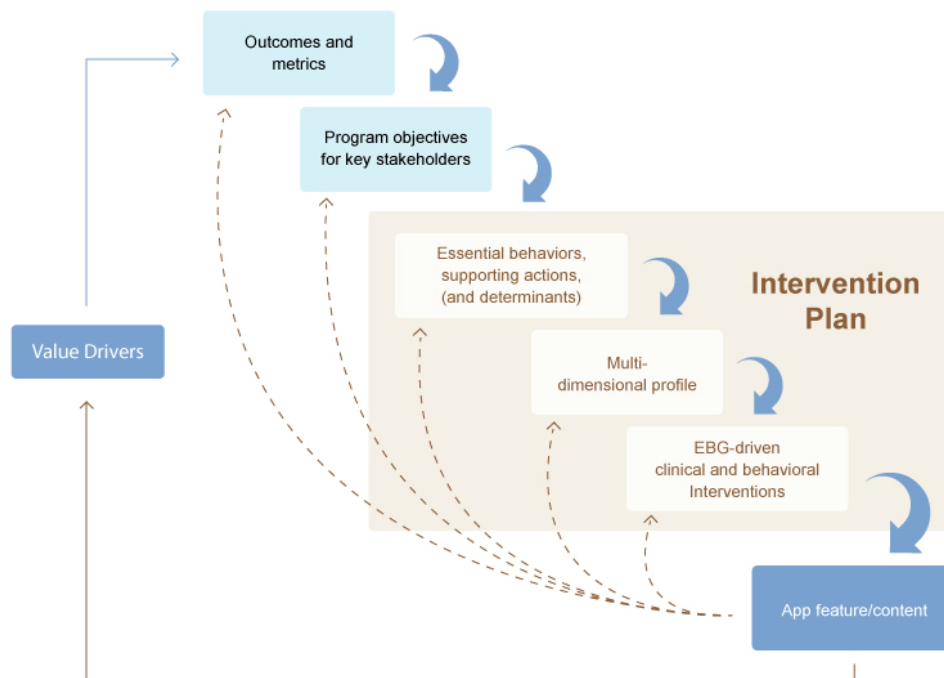 Outcomes and
metrics
Program objectives
for key stakeholders
Essential behaviors,
supporting actions,
(and determinants)
Intervention
Plan
Value Drivers
Multi-
dimensional profile
EBG-driven
clinical and behavioral
Interventions
App feature/content